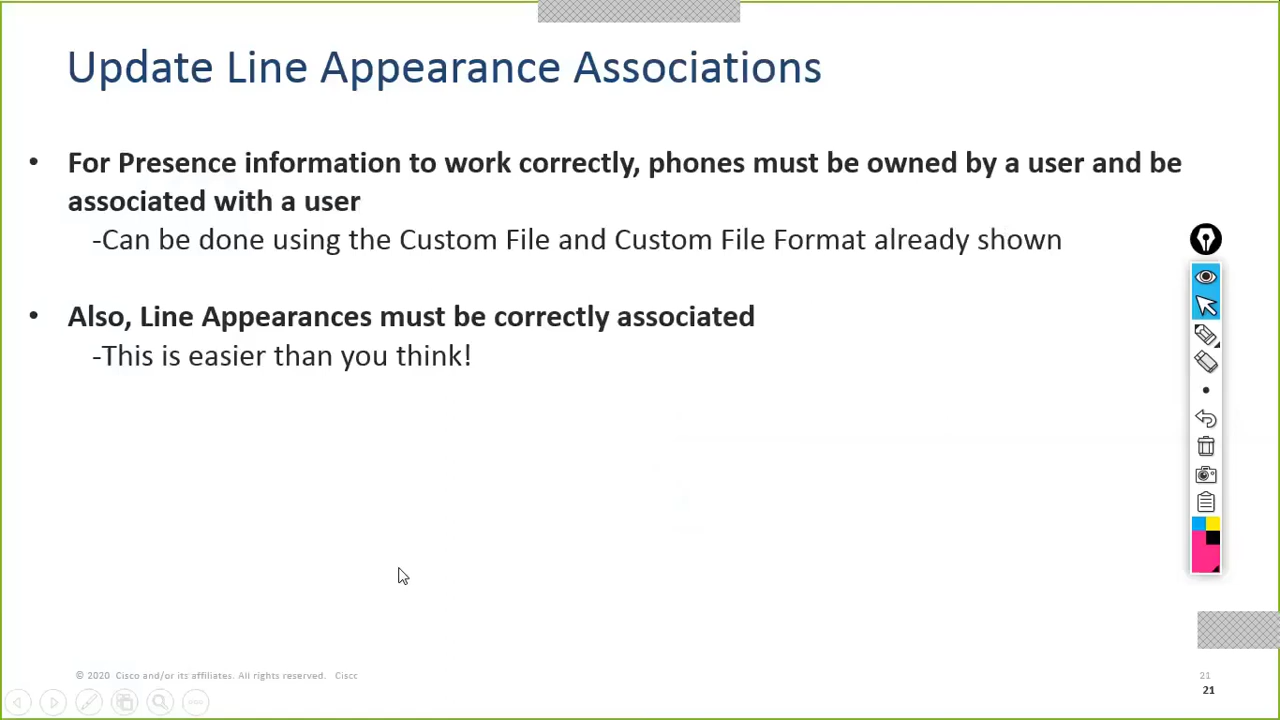 Update Line Appearance Associations
• For Presence information to work correctly, phones must be owned by a user and be
associated with a user
-Can be done using the Custom File and Custom File Format already shown
• Also, Line Appearances must be correctly associated
-This is easier than you think!
© 2020 Cisco and/or its affiliates. All rights reserved. Cisco
21
21